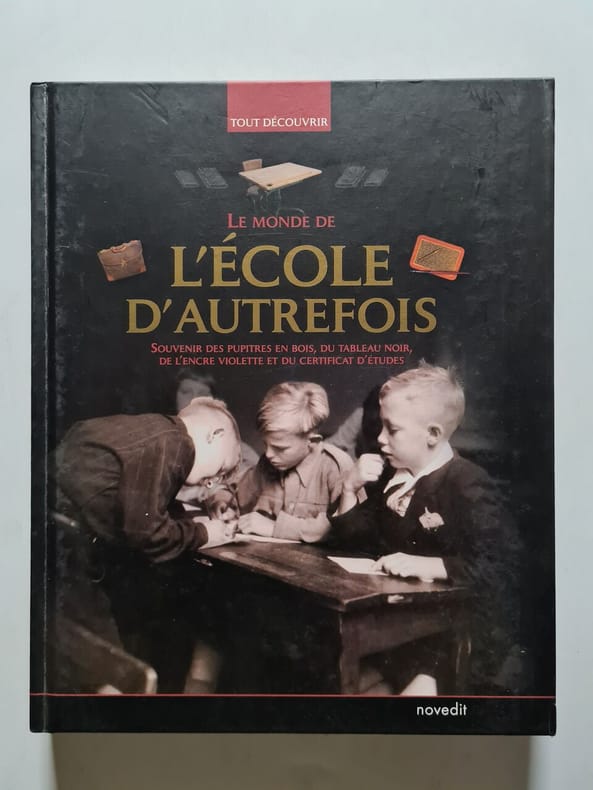 TOUT DÉCOUVRIR
LE MONDE DE
L'ÉCOLE
D'AUTREFOIS
SOUVENIR DES PUPITRES EN BOIS, DU TABLEAU NOIR,
DE L'ENCRE VIOLETTE ET DU CERTIFICAT D'ÉTUDES
novedit